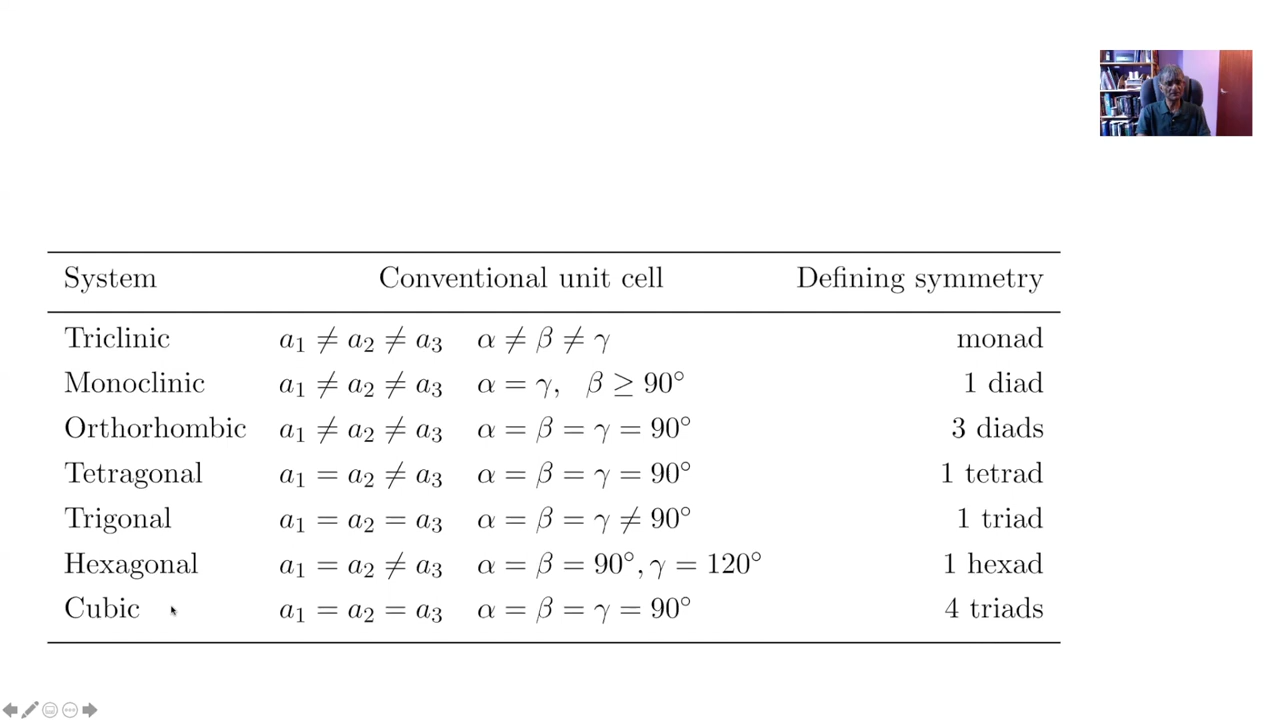 System Conventional unit cell Defining symmetry
Triclinic a₁ ≠ a₂ ≠ a₃ α ≠ β ≠ γ monad
Monoclinic a₁ ≠ a₂ ≠ a₃ α = γ, β ≥ 90° 1 diad
Orthorhombic a₁ ≠ a₂ ≠ a₃ α = β = γ = 90° 3 diads
Tetragonal a₁ = a₂ ≠ a₃ α = β = γ = 90° 1 tetrad
Trigonal a₁ = a₂ = a₃ α = β = γ ≠ 90° 1 triad
Hexagonal a₁ = a₂ ≠ a₃ α = β = 90°, γ = 120° 1 hexad
Cubic a₁ = a₂ = a₃ α = β = γ = 90° 4 triads